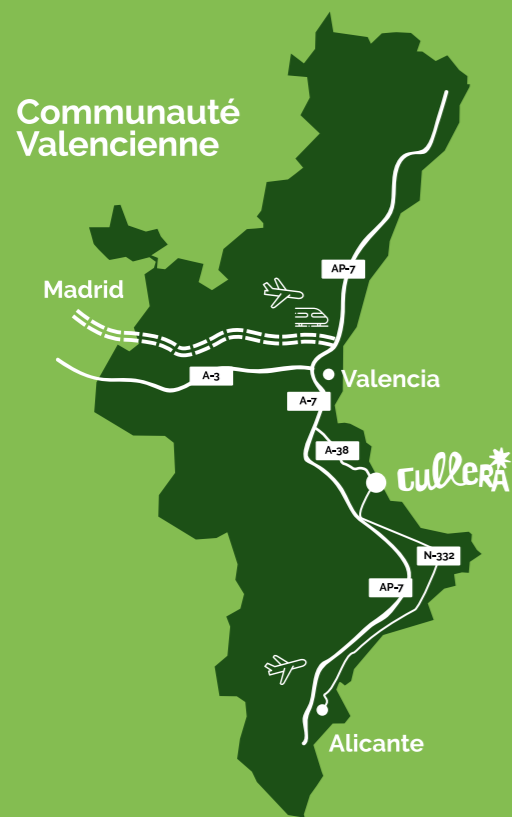 Communauté
Valencienne
AP-7
Madrid
A-3
Valencia
A-7
A-38
cullera
N-332
AP-7
Alicante